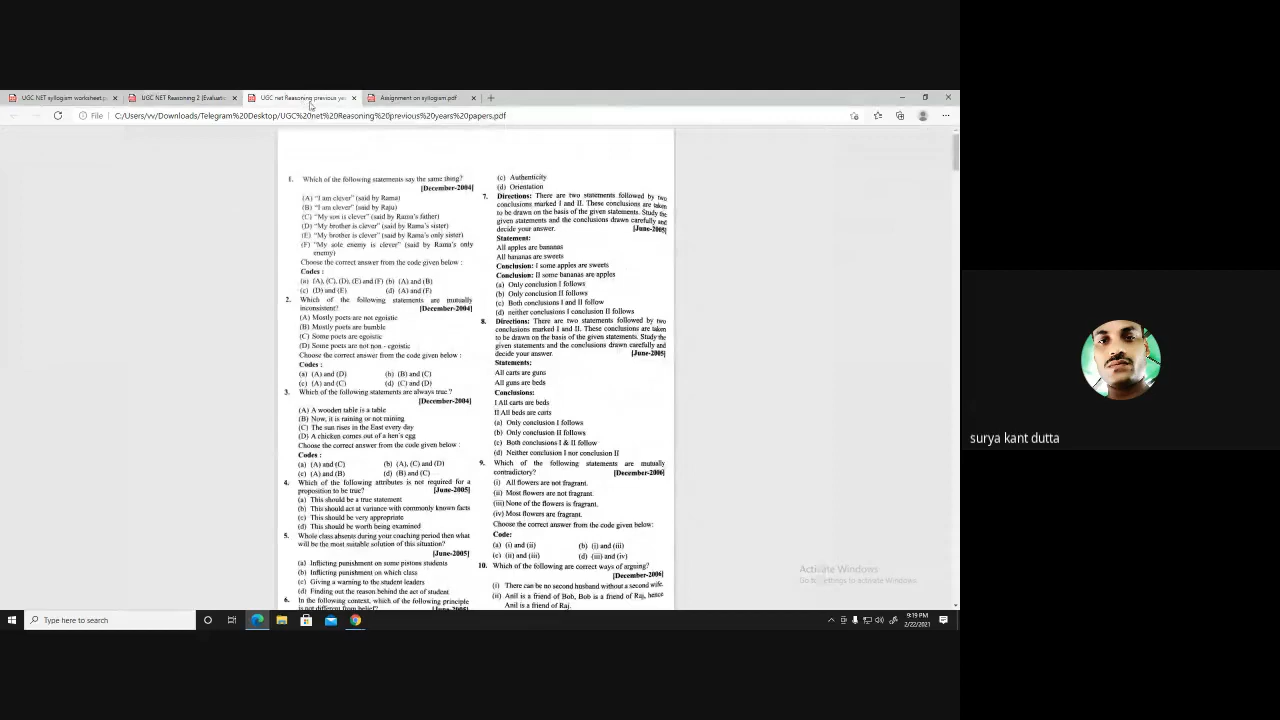 UGC NET syllogism worksheet.p
UGC NET Reasoning 2 (Evaluati
UGC net Reasoning previous ye
Assignment on syllogism.pdf
File
C:/Users/vv/Downloads/Telegram%20Desktop/UGC%20net%20Reasoning%20previous%20years%20papers.pdf
1. Which of the following statements say the same thing?
[December-2004]
(A) "I am clever" (said by Rama)
(B) "I am clever" (said by Raju)
(C) "My son is clever" (said by Rama's father)
(D) "My brother is clever" (said by Rama's sister)
(E) "My brother is clever" (said by Rama's only sister)
(F) "My sole enemy is clever" (said by Rama's only
enemy)
Choose the correct answer from the code given below :
Codes :
(a) (A), (C), (D), (E) and (F) (b) (A) and (B)
(c) (D) and (E) (d) (A) and (F)
2. Which of the following statements are mutually
inconsistent? [December-2004]
(A) Mostly poets are not egoistic
(B) Mostly poets are humble
(C) Some poets are egoistic
(D) Some poets are not non - egoistic
Choose the correct answer from the code given below :
Codes :
(a) (A) and (D) (b) (B) and (C)
(c) (A) and (C) (d) (C) and (D)
3. Which of the following statements are always true?
[December-2004]
(A) A wooden table is a table
(B) Now, it is raining or not raining
(C) The sun rises in the East every day
(D) A chicken comes out of a hen's egg
Choose the correct answer from the code given below :
Codes :
(a) (A) and (C) (b) (A), (C) and (D)
(c) (A) and (B) (d) (B) and (C)
4. Which of the following attributes is not required for a
proposition to be true? [June-2005]
(a) This should be a true statement
(b) This should act at variance with commonly known facts
(c) This should be very appropriate
(d) This should be worth being examined
5. Whole class absents during your coaching period then what
will be the most suitable solution of this situation?
[June-2005]
(a) Inflicting punishment on some pistons students
(b) Inflicting punishment on which class
(c) Giving a warning to the student leaders
(d) Finding out the reason behind the act of student
6. In the following context, which of the following principle
is not different from belief? [June-2005]
(c) Authenticity
(d) Orientation
7. Directions: There are two statements followed by two
conclusions marked I and II. These conclusions are taken
to be drawn on the basis of the given statements. Study the
given statements and the conclusions drawn carefully and
decide your answer. [June-2005]
Statement:
All apples are bananas
All bananas are sweets
Conclusion: I some apples are sweets
Conclusion: II some bananas are apples
(a) Only conclusion I follows
(b) Only conclusion II follows
(c) Both conclusions I and II follow
(d) neither conclusions I conclusion II follows
8. Directions: There are two statements followed by two
conclusions marked I and II. These conclusions are taken
to be drawn on the basis of the given statements. Study the
given statements and the conclusions drawn carefully and
decide your answer. [June-2005]
Statements:
All carts are guns
All guns are beds
Conclusions:
I All carts are beds
II All beds are carts
(a) Only conclusion I follows
(b) Only conclusion II follows
(c) Both conclusions I & II follow
(d) Neither conclusion I nor conclusion II
9. Which of the following statements are mutually
contradictory? [December-2006]
(i) All flowers are not fragrant.
(ii) Most flowers are not fragrant.
(iii) None of the flowers is fragrant.
(iv) Most flowers are fragrant.
Choose the correct answer from the code given below:
Code:
(a) (i) and (ii) (b) (i) and (iii)
(c) (ii) and (iii) (d) (iii) and (iv)
10. Which of the following are correct ways of arguing?
[December-2006]
(i) There can be no second husband without a second wife.
(ii) Anil is a friend of Bob, Bob is a friend of Raj, hence
Anil is a friend of Raj.
Activate Windows
Go to Settings to activate Windows.
surya kant dutta
Type here to search
9:19 PM
2/22/2021